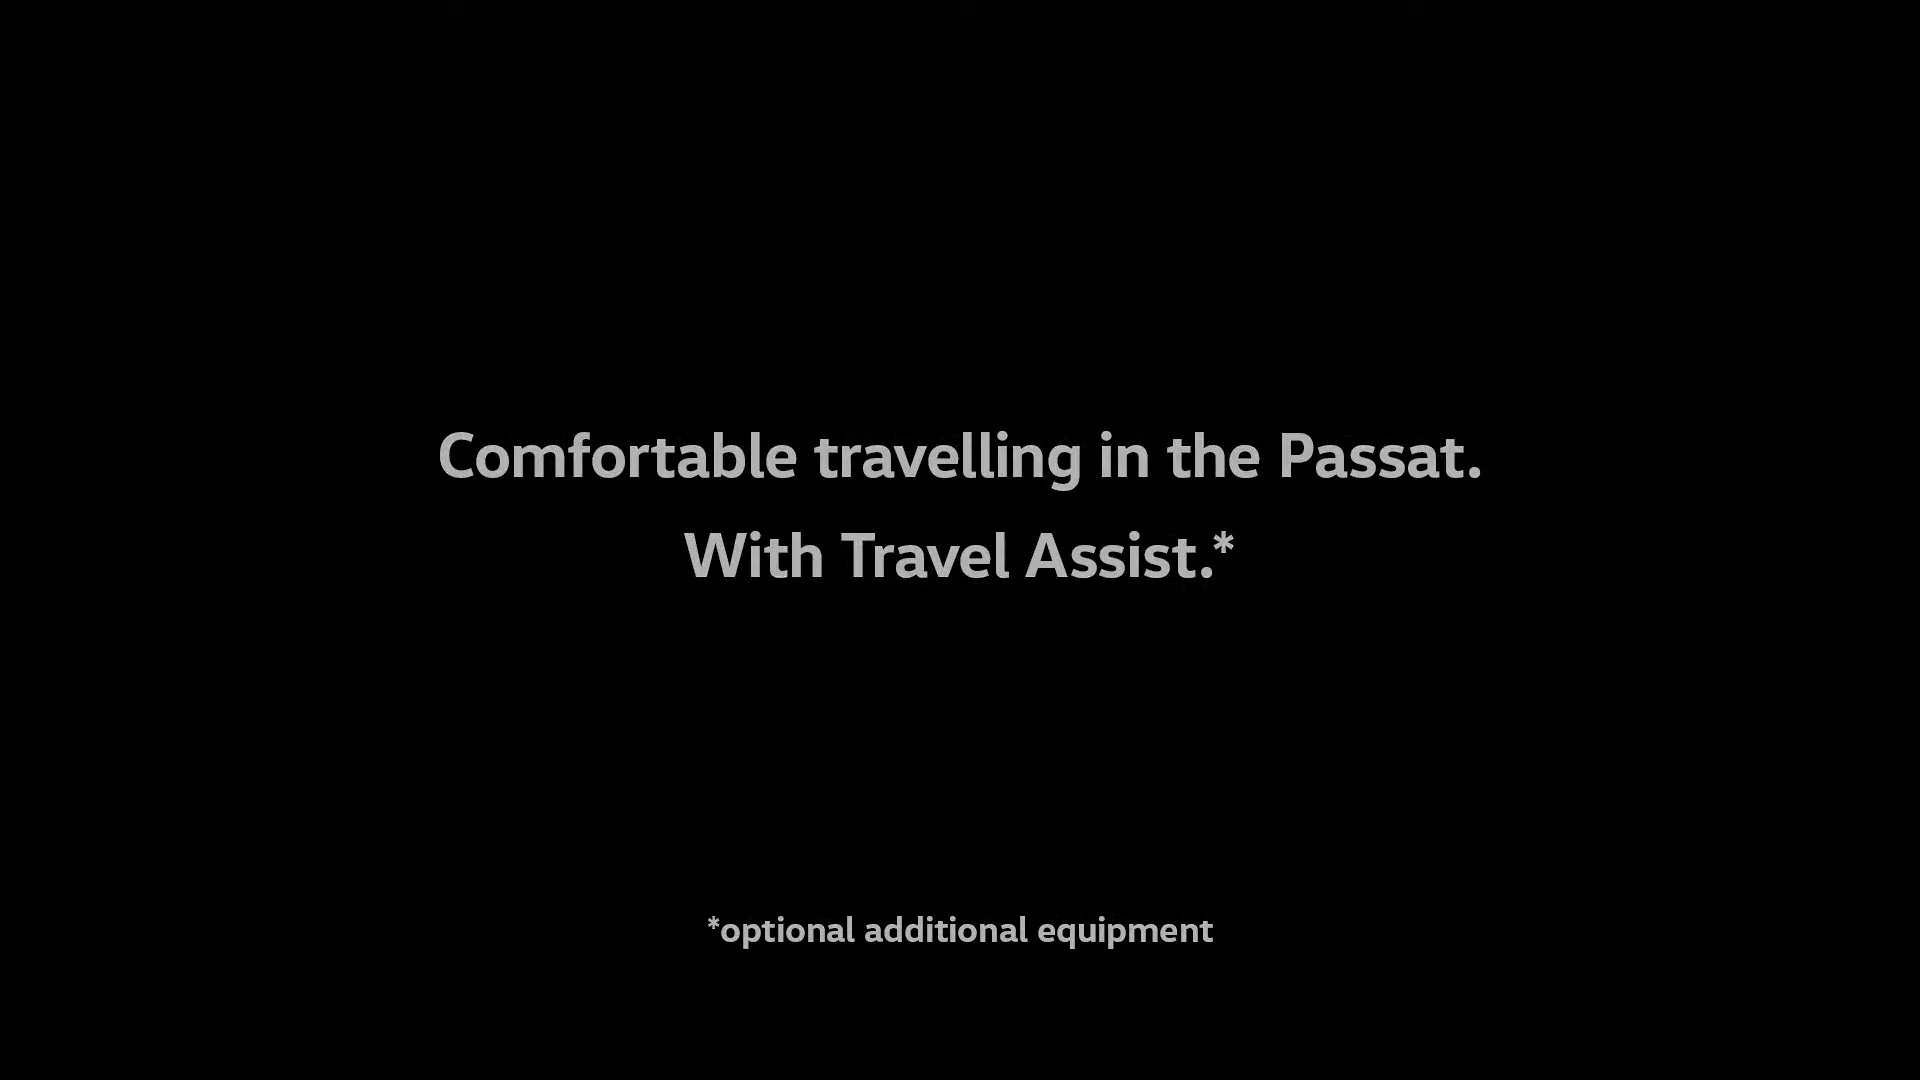 Comfortable travelling in the Passat.
With Travel Assist.*
*optional additional equipment